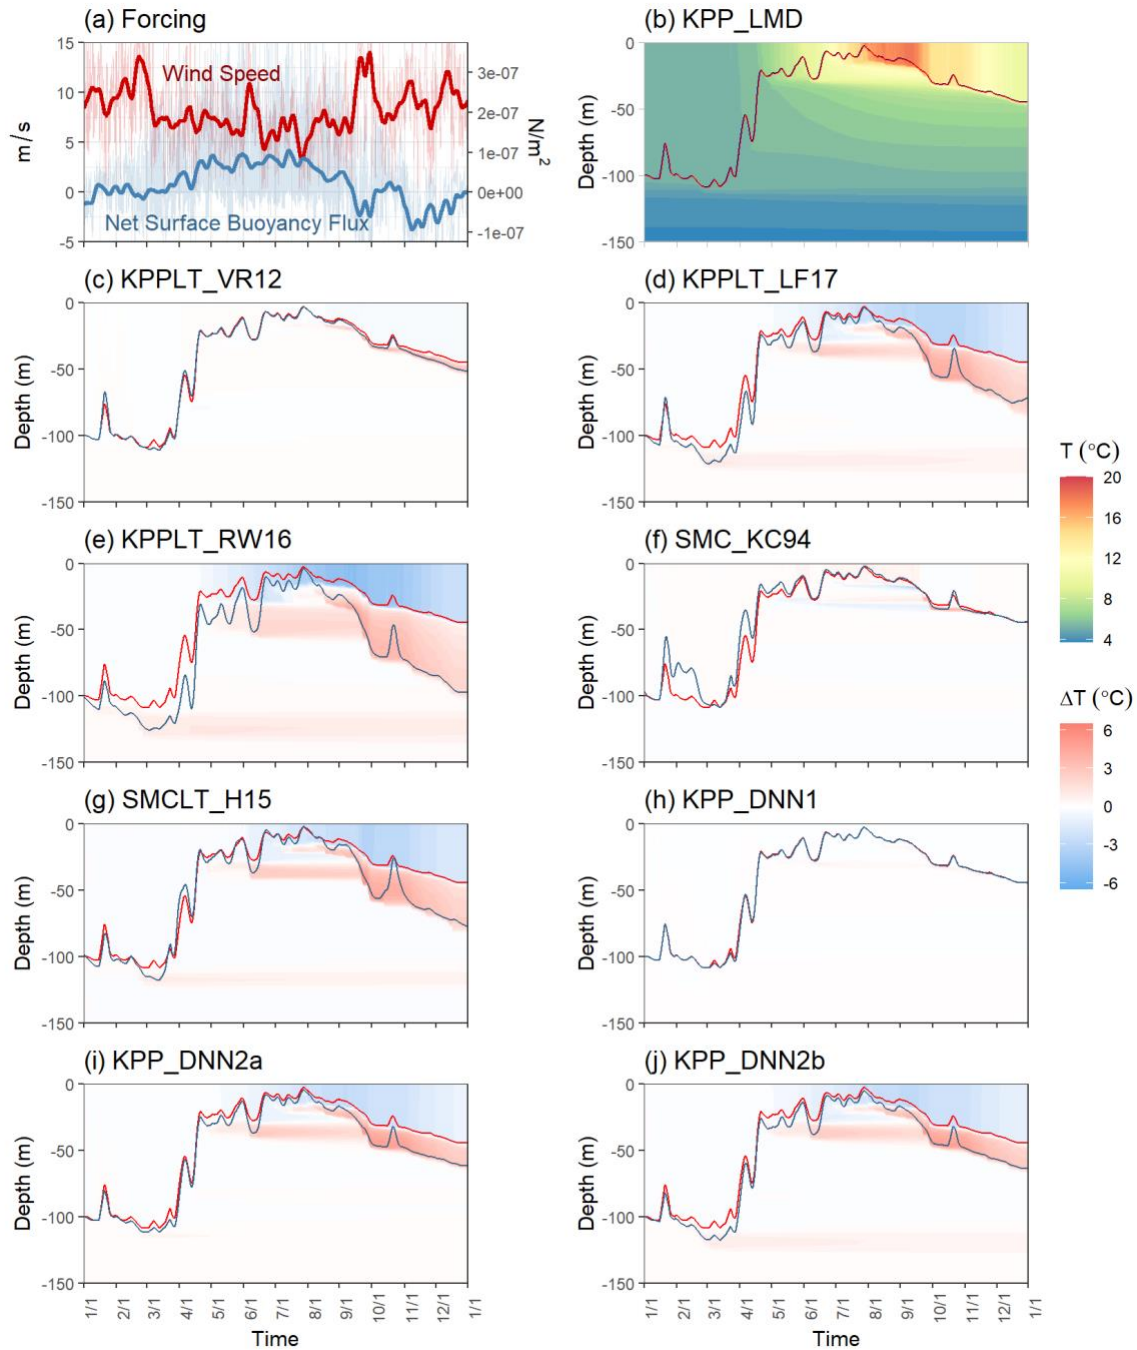 (a) Forcing
15
10
5
0
-5
m/s
Wind Speed
Net Surface Buoyancy Flux
3e-07
2e-07
1e-07
0e+00
-1e-07
N/m²
(b) KPP_LMD
0
-50
-100
-150
Depth (m)
(c) KPPLT_VR12
0
-50
-100
-150
Depth (m)
(d) KPPLT_LF17
0
-50
-100
-150
Depth (m)
(e) KPPLT_RW16
0
-50
-100
-150
Depth (m)
(f) SMC_KC94
0
-50
-100
-150
Depth (m)
(g) SMCLT_H15
0
-50
-100
-150
Depth (m)
(h) KPP_DNN1
0
-50
-100
-150
Depth (m)
(i) KPP_DNN2a
0
-50
-100
-150
Depth (m)
1/1 2/1 3/1 4/1 5/1 6/1 7/1 8/1 9/1 10/1 11/1 12/1 1/1
Time
(j) KPP_DNN2b
0
-50
-100
-150
Depth (m)
1/1 2/1 3/1 4/1 5/1 6/1 7/1 8/1 9/1 10/1 11/1 12/1 1/1
Time
T (°C)
20
16
12
8
4
ΔT (°C)
6
3
0
-3
-6